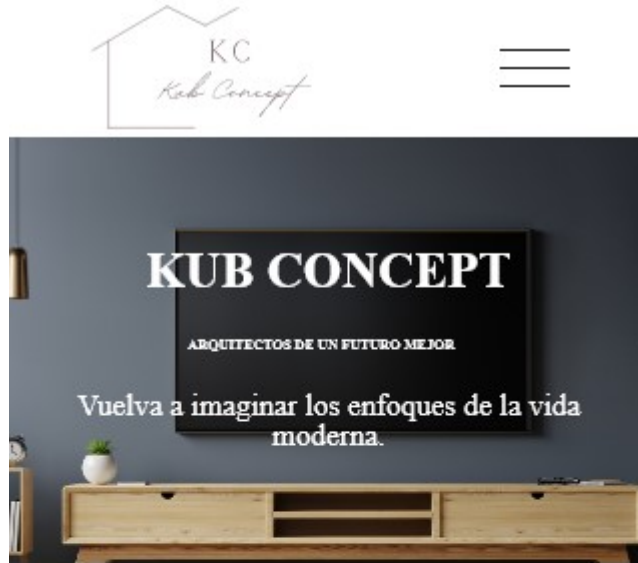 KC
Kub Concept
KUB CONCEPT
ARQUITECTOS DE UN FUTURO MEJOR
Vuelva a imaginar los enfoques de la vida
moderna.